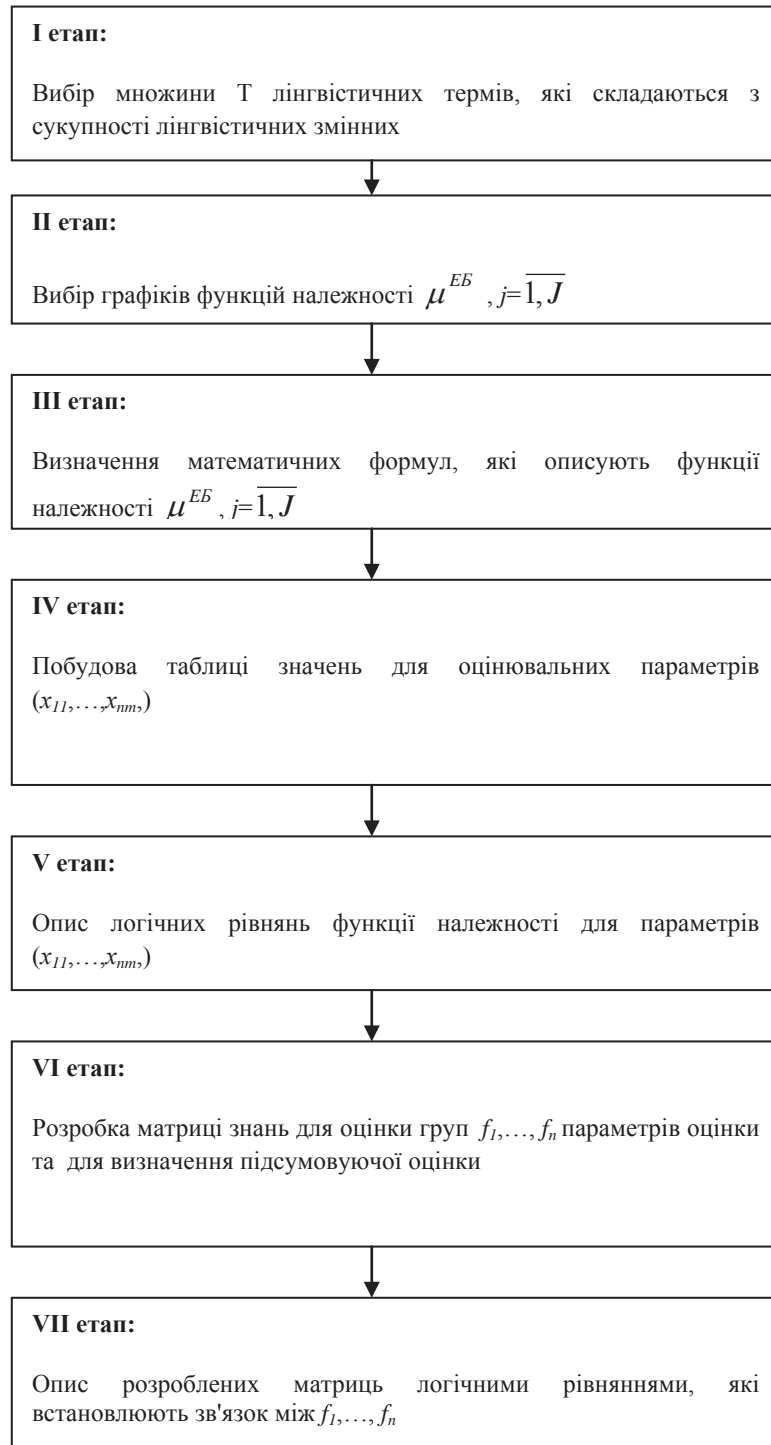 I етап:
Вибір множини Т лінгвістичних термів, які складаються з
сукупності лінгвістичних змінних
II етап:
Вибір графіків функцій належності $\mu^{ЕБ}$ , j=$\overline{1,J}$
III етап:
Визначення математичних формул, які описують функції
належності $\mu^{ЕБ}$ , j=$\overline{1,J}$
IV етап:
Побудова таблиці значень для оцінювальних параметрів
(x₁₁,…,xₙₘ,)
V етап:
Опис логічних рівнянь функції належності для параметрів
(x₁₁,…,xₙₘ,)
VI етап:
Розробка матриці знань для оцінки груп f₁,…, fₙ параметрів оцінки
та для визначення підсумовуючої оцінки
VII етап:
Опис розроблених матриць логічними рівняннями, які
встановлюють зв'язок між f₁,…, fₙ